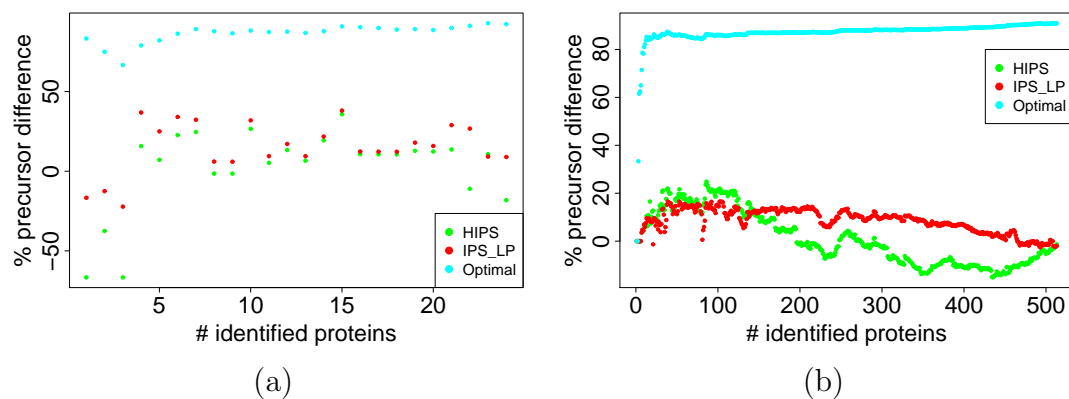 % precursor difference
50
0
−50
5
10
15
20
# identified proteins
HIPS
IPS_LP
Optimal
(a)
% precursor difference
80
60
40
20
0
0
100
200
300
400
500
# identified proteins
HIPS
IPS_LP
Optimal
(b)